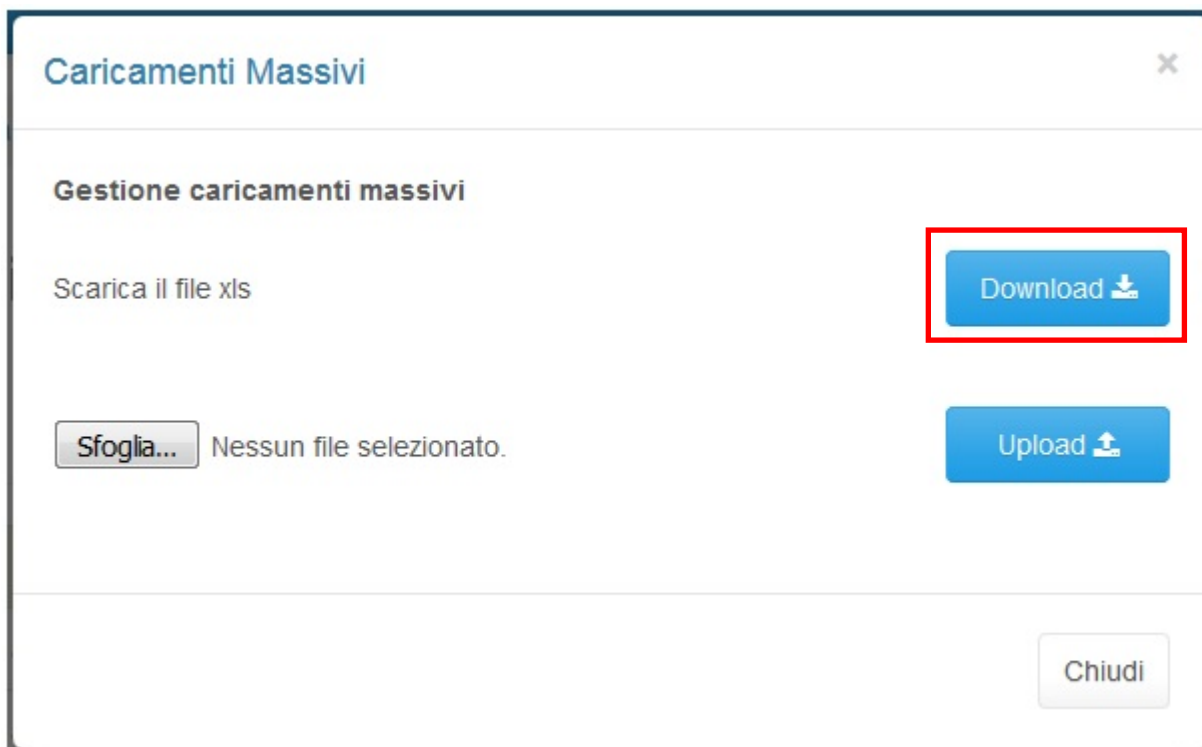 Caricamenti Massivi ×
Gestione caricamenti massivi
Scarica il file xls Download
Sfoglia... Nessun file selezionato. Upload
Chiudi